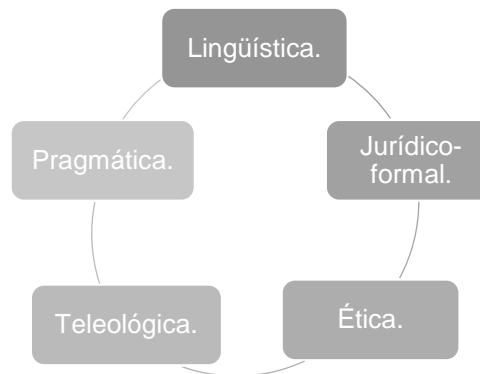 Lingüística.
Jurídico-
formal.
Ética.
Teleológica.
Pragmática.